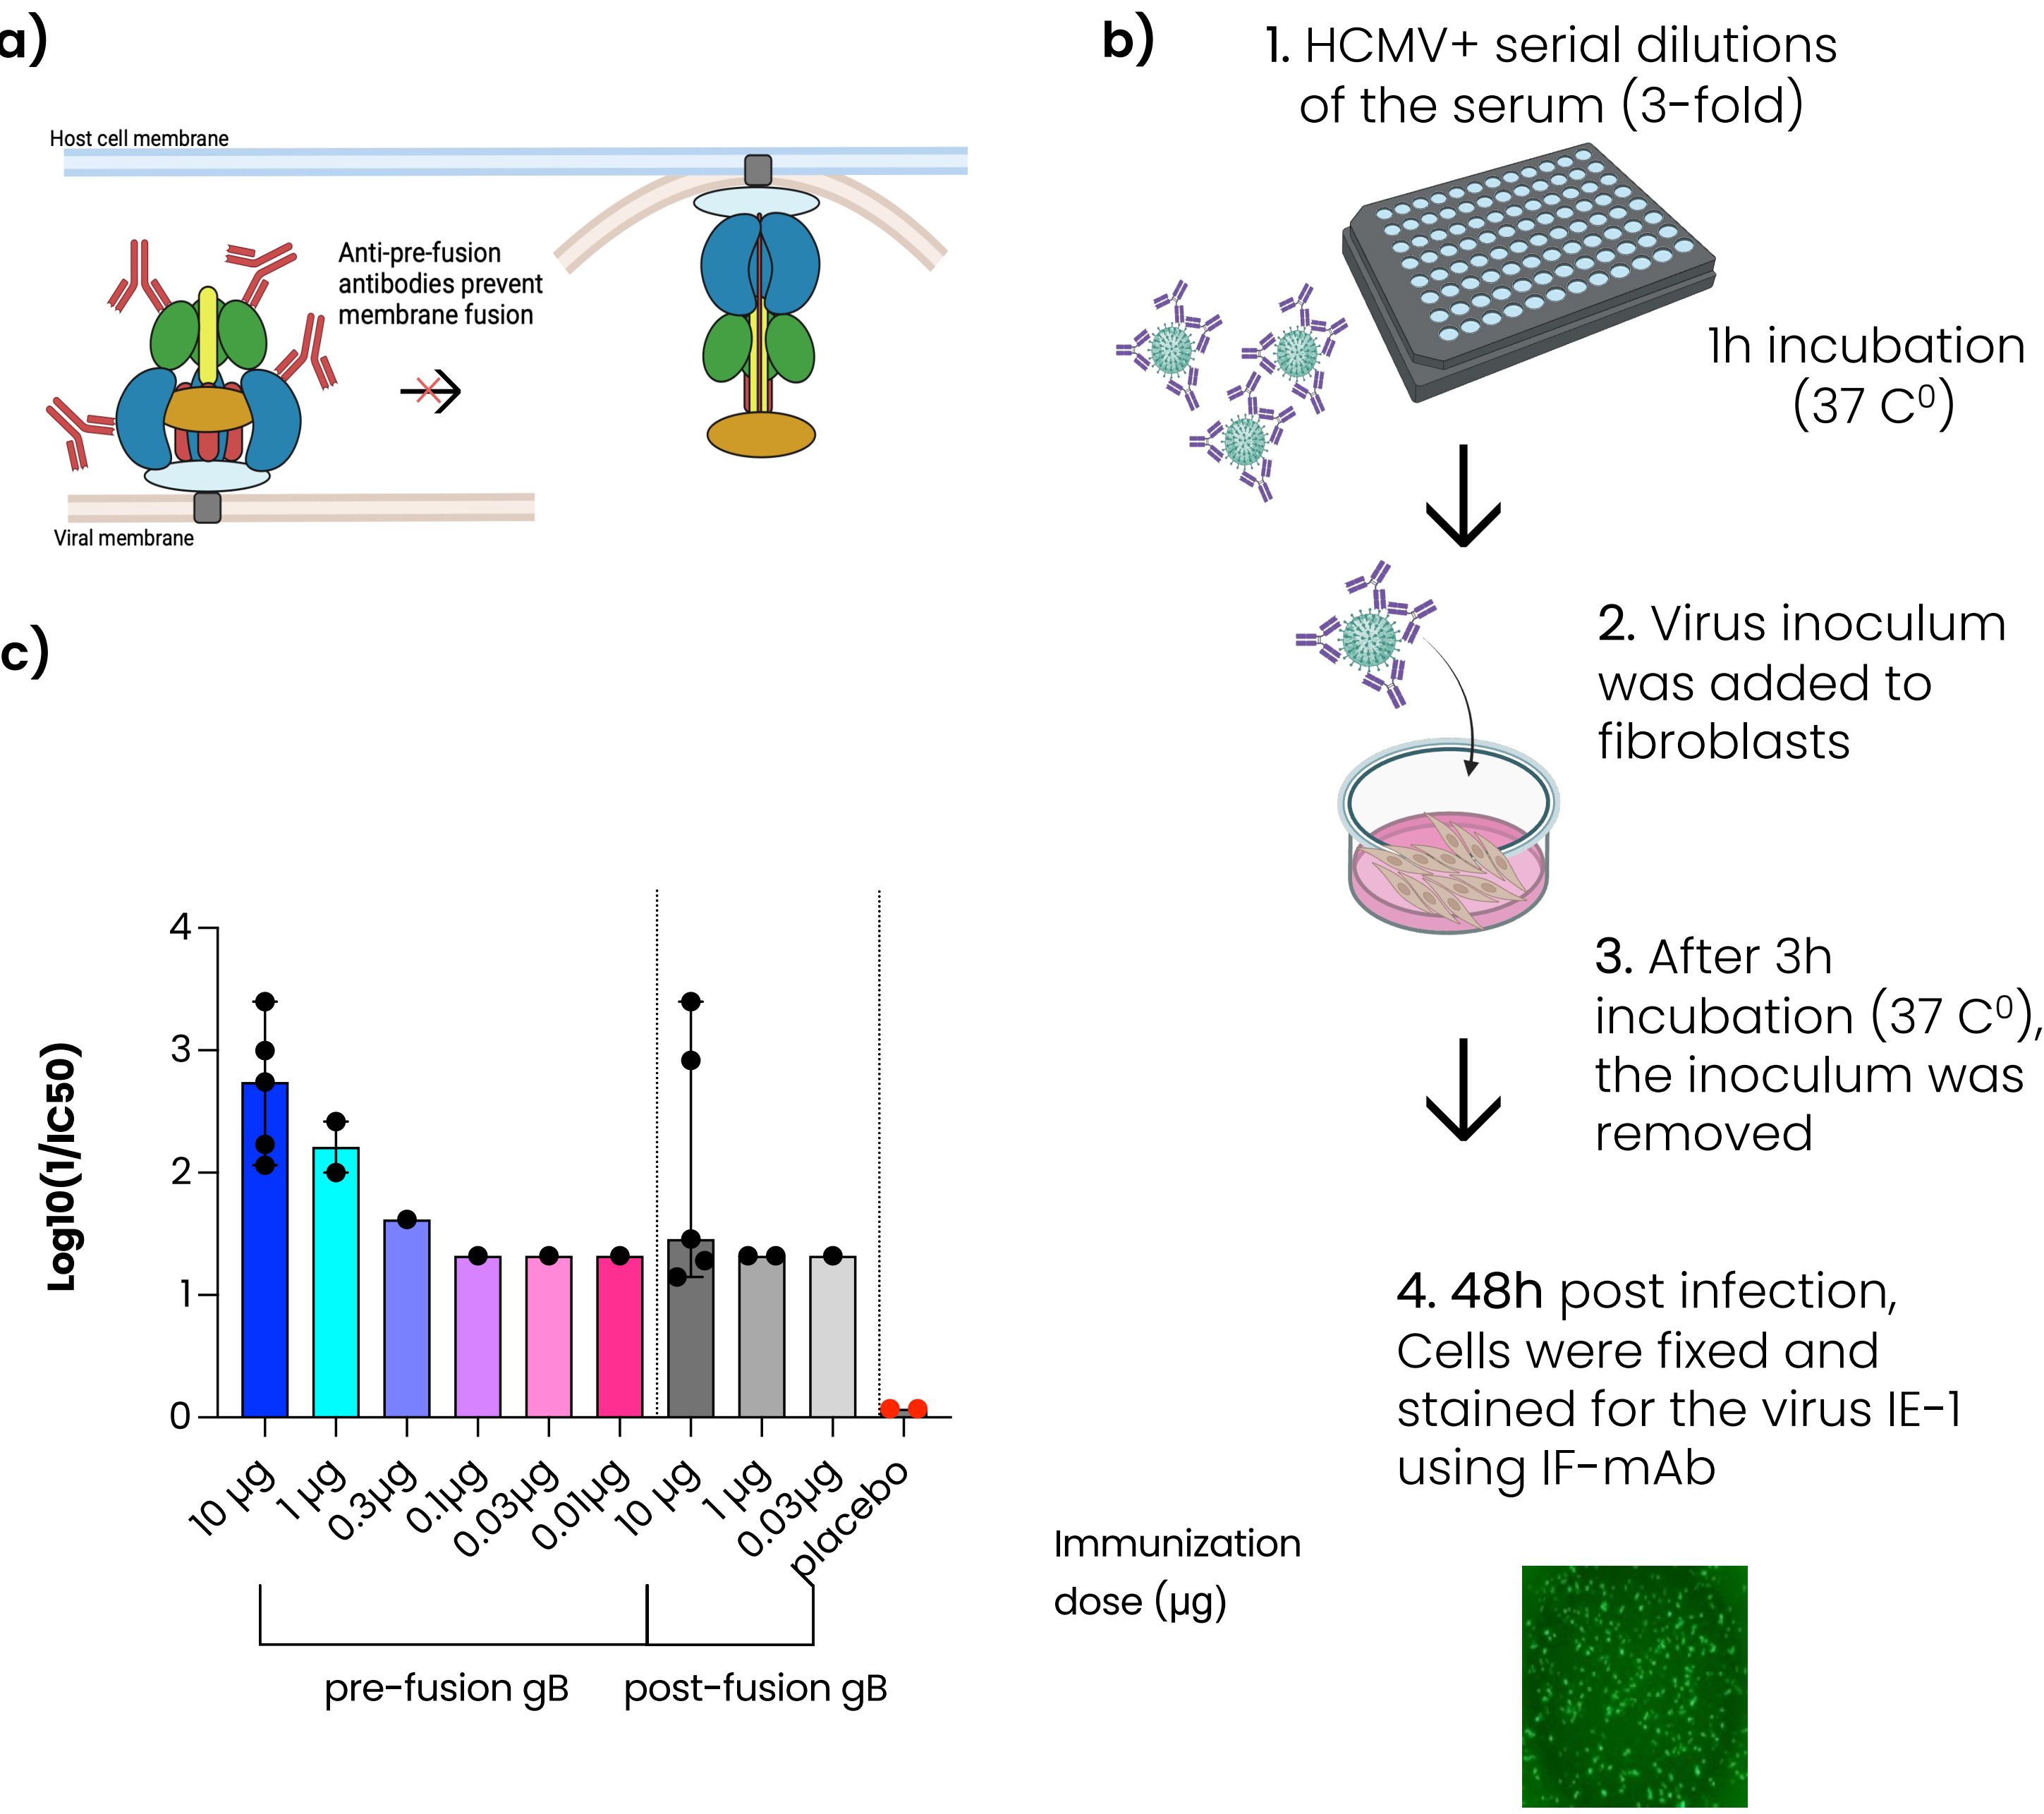 a)
Host cell membrane
Anti-pre-fusion
antibodies prevent
membrane fusion
Viral membrane
b)
1. HCMV+ serial dilutions
of the serum (3-fold)
1h incubation
(37 C⁰)
2. Virus inoculum
was added to
fibroblasts
3. After 3h
incubation (37 C⁰),
the inoculum was
removed
4. 48h post infection,
Cells were fixed and
stained for the virus IE-1
using IF-mAb
c)
Log10(1/IC50)
4
3
2
1
0
10 µg
1 µg
0.3µg
0.1µg
0.03µg
0.01µg
10 µg
1 µg
0.03µg
placebo
Immunization
dose (µg)
pre-fusion gB
post-fusion gB